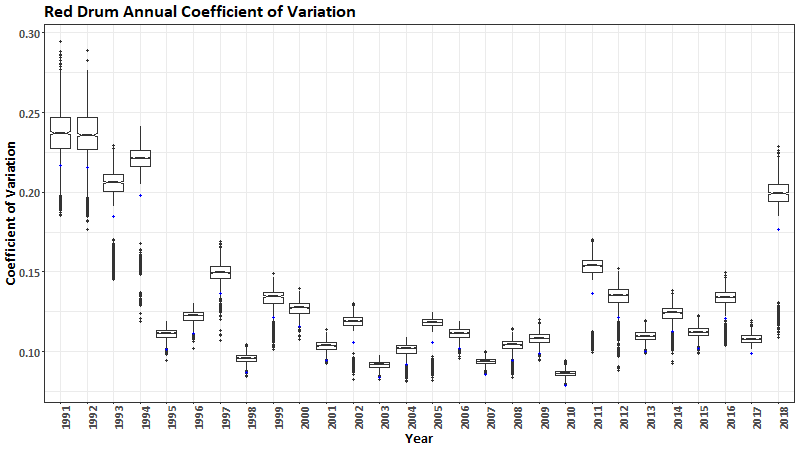 Red Drum Annual Coefficient of Variation
0.30
0.25
0.20
0.15
0.10
Coefficient of Variation
1991 1992 1993 1994 1995 1996 1997 1998 1999 2000 2001 2002 2003 2004 2005 2006 2007 2008 2009 2010 2011 2012 2013 2014 2015 2016 2017 2018
Year